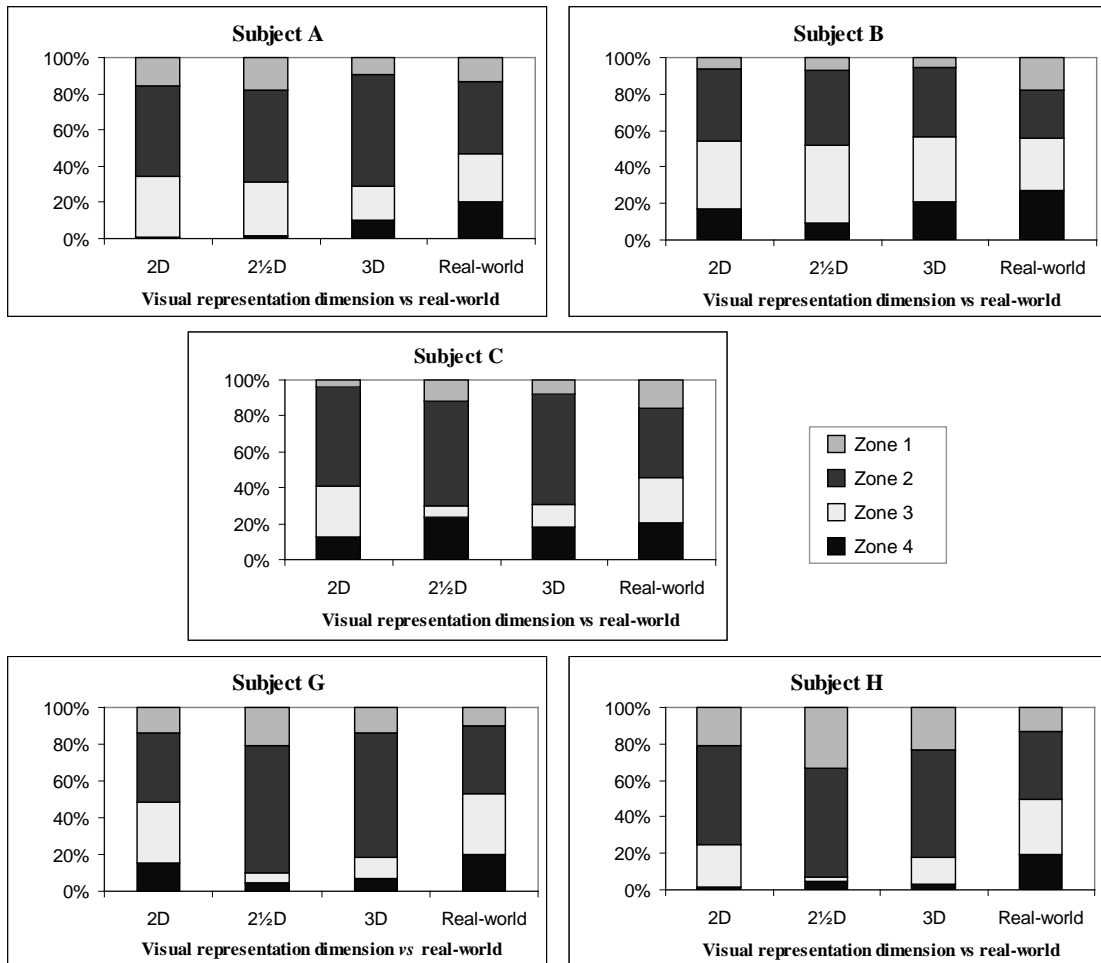 Subject A
100%
80%
60%
40%
20%
0%
2D 2½D 3D Real-world
Visual representation dimension vs real-world
Subject B
100%
80%
60%
40%
20%
0%
2D 2½D 3D Real-world
Visual representation dimension vs real-world
Subject C
100%
80%
60%
40%
20%
0%
2D 2½D 3D Real-world
Visual representation dimension vs real-world
Zone 1
Zone 2
Zone 3
Zone 4
Subject G
100%
80%
60%
40%
20%
0%
2D 2½D 3D Real-world
Visual representation dimension vs real-world
Subject H
100%
80%
60%
40%
20%
0%
2D 2½D 3D Real-world
Visual representation dimension vs real-world